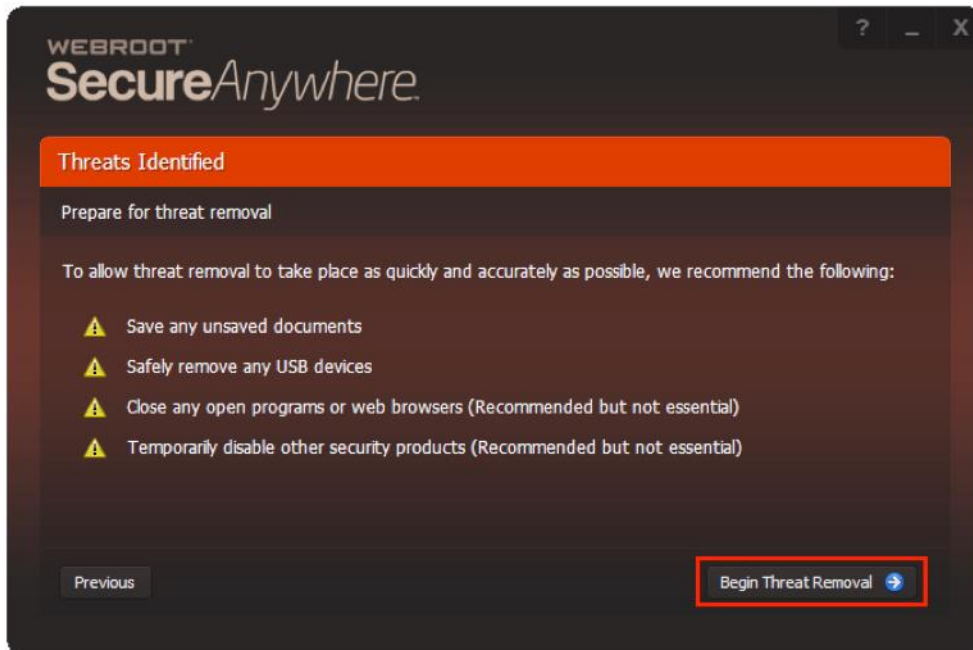 ? _ X
WEBROOT
SecureAnywhere
Threats Identified
Prepare for threat removal
To allow threat removal to take place as quickly and accurately as possible, we recommend the following:
Save any unsaved documents
Safely remove any USB devices
Close any open programs or web browsers (Recommended but not essential)
Temporarily disable other security products (Recommended but not essential)
Previous
Begin Threat Removal